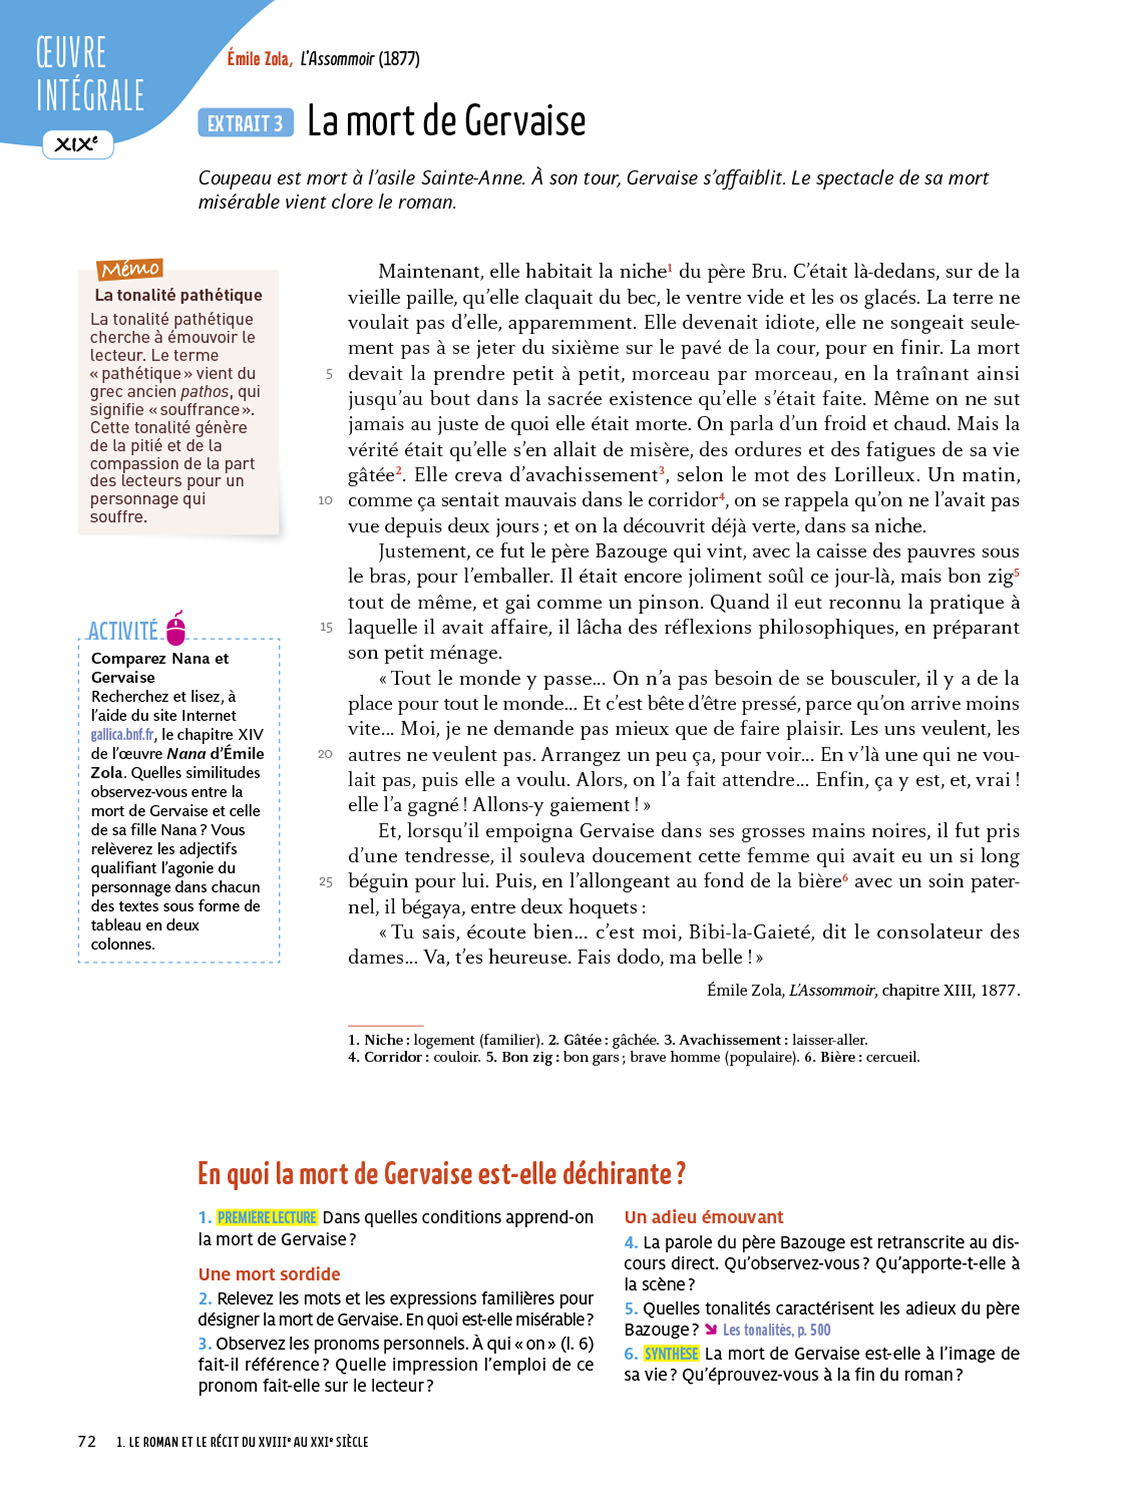 ŒUVRE
INTÉGRALE
XIXe
Émile Zola, L'Assommoir (1877)
EXTRAIT 3 La mort de Gervaise
Coupeau est mort à l'asile Sainte-Anne. À son tour, Gervaise s'affaiblit. Le spectacle de sa mort
misérable vient clore le roman.
Mémo
La tonalité pathétique
La tonalité pathétique
cherche à émouvoir le
lecteur. Le terme
« pathétique » vient du
grec ancien pathos, qui
signifie « souffrance ».
Cette tonalité génère
de la pitié et de la
compassion de la part
des lecteurs pour un
personnage qui
souffre.
ACTIVITÉ
Comparez Nana et
Gervaise
Recherchez et lisez, à
l'aide du site Internet
gallica.bnf.fr, le chapitre XIV
de l'œuvre Nana d'Émile
Zola. Quelles similitudes
observez-vous entre la
mort de Gervaise et celle
de sa fille Nana ? Vous
relèverez les adjectifs
qualifiant l'agonie du
personnage dans chacun
des textes sous forme de
tableau en deux
colonnes.
Maintenant, elle habitait la niche1 du père Bru. C'était là-dedans, sur de la
vieille paille, qu'elle claquait du bec, le ventre vide et les os glacés. La terre ne
voulait pas d'elle, apparemment. Elle devenait idiote, elle ne songeait seule-
ment pas à se jeter du sixième sur le pavé de la cour, pour en finir. La mort
5 devait la prendre petit à petit, morceau par morceau, en la traînant ainsi
jusqu'au bout dans la sacrée existence qu'elle s'était faite. Même on ne sut
jamais au juste de quoi elle était morte. On parla d'un froid et chaud. Mais la
vérité était qu'elle s'en allait de misère, des ordures et des fatigues de sa vie
gâtée2. Elle creva d'avachissement3, selon le mot des Lorilleux. Un matin,
10 comme ça sentait mauvais dans le corridor4, on se rappela qu'on ne l'avait pas
vue depuis deux jours ; et on la découvrit déjà verte, dans sa niche.
Justement, ce fut le père Bazouge qui vint, avec la caisse des pauvres sous
le bras, pour l'emballer. Il était encore joliment soûl ce jour-là, mais bon zig5
tout de même, et gai comme un pinson. Quand il eut reconnu la pratique à
15 laquelle il avait affaire, il lâcha des réflexions philosophiques, en préparant
son petit ménage.
« Tout le monde y passe... On n'a pas besoin de se bousculer, il y a de la
place pour tout le monde... Et c'est bête d'être pressé, parce qu'on arrive moins
vite... Moi, je ne demande pas mieux que de faire plaisir. Les uns veulent, les
20 autres ne veulent pas. Arrangez un peu ça, pour voir... En v'là une qui ne vou-
lait pas, puis elle a voulu. Alors, on l'a fait attendre... Enfin, ça y est, et, vrai !
elle l'a gagné ! Allons-y gaiement ! »
Et, lorsqu'il empoigna Gervaise dans ses grosses mains noires, il fut pris
d'une tendresse, il souleva doucement cette femme qui avait eu un si long
25 béguin pour lui. Puis, en l'allongeant au fond de la bière6 avec un soin pater-
nel, il bégaya, entre deux hoquets :
« Tu sais, écoute bien... c'est moi, Bibi-la-Gaieté, dit le consolateur des
dames... Va, t'es heureuse. Fais dodo, ma belle ! »
Émile Zola, L'Assommoir, chapitre XIII, 1877.
1. Niche : logement (familier). 2. Gâtée : gâchée. 3. Avachissement : laisser-aller.
4. Corridor : couloir. 5. Bon zig : bon gars ; brave homme (populaire). 6. Bière : cercueil.
En quoi la mort de Gervaise est-elle déchirante ?
1. PREMIÈRE LECTURE Dans quelles conditions apprend-on
la mort de Gervaise ?
Une mort sordide
2. Relevez les mots et les expressions familières pour
désigner la mort de Gervaise. En quoi est-elle misérable ?
3. Observez les pronoms personnels. À qui « on » (l. 6)
fait-il référence ? Quelle impression l'emploi de ce
pronom fait-elle sur le lecteur ?
Un adieu émouvant
4. La parole du père Bazouge est retranscrite au dis-
cours direct. Qu'observez-vous ? Qu'apporte-t-elle à
la scène ?
5. Quelles tonalités caractérisent les adieux du père
Bazouge ? Les tonalités, p. 500
6. SYNTHÈSE La mort de Gervaise est-elle à l'image de
sa vie ? Qu'éprouvez-vous à la fin du roman ?
72 1. LE ROMAN ET LE RÉCIT DU XVIIIe AU XXIe SIÈCLE